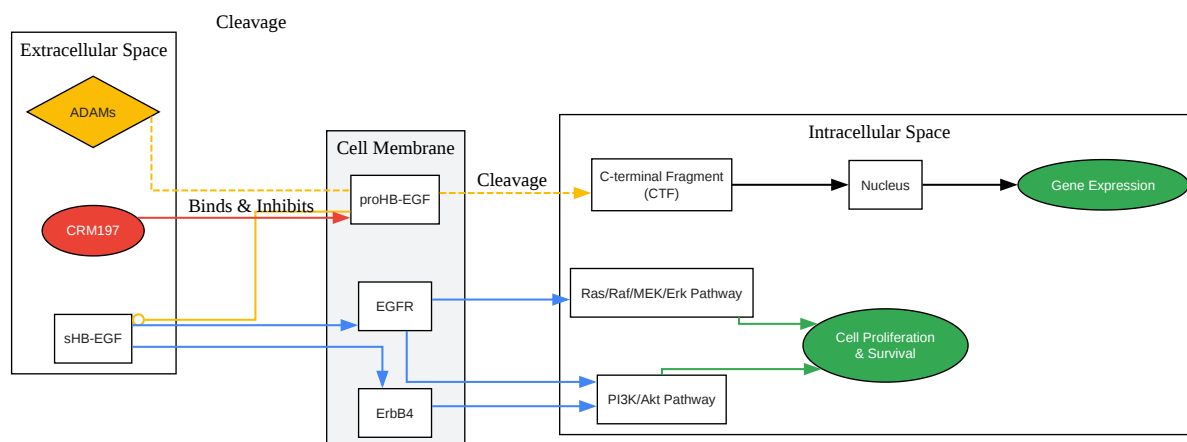 Cleavage
Extracellular Space
ADAMs
CRM197
sHB-EGF
Binds & Inhibits
Cell Membrane
proHB-EGF
EGFR
ErbB4
Cleavage
Intracellular Space
C-terminal Fragment
(CTF)
Nucleus
Gene Expression
Ras/Raf/MEK/Erk Pathway
PI3K/Akt Pathway
Cell Proliferation
& Survival